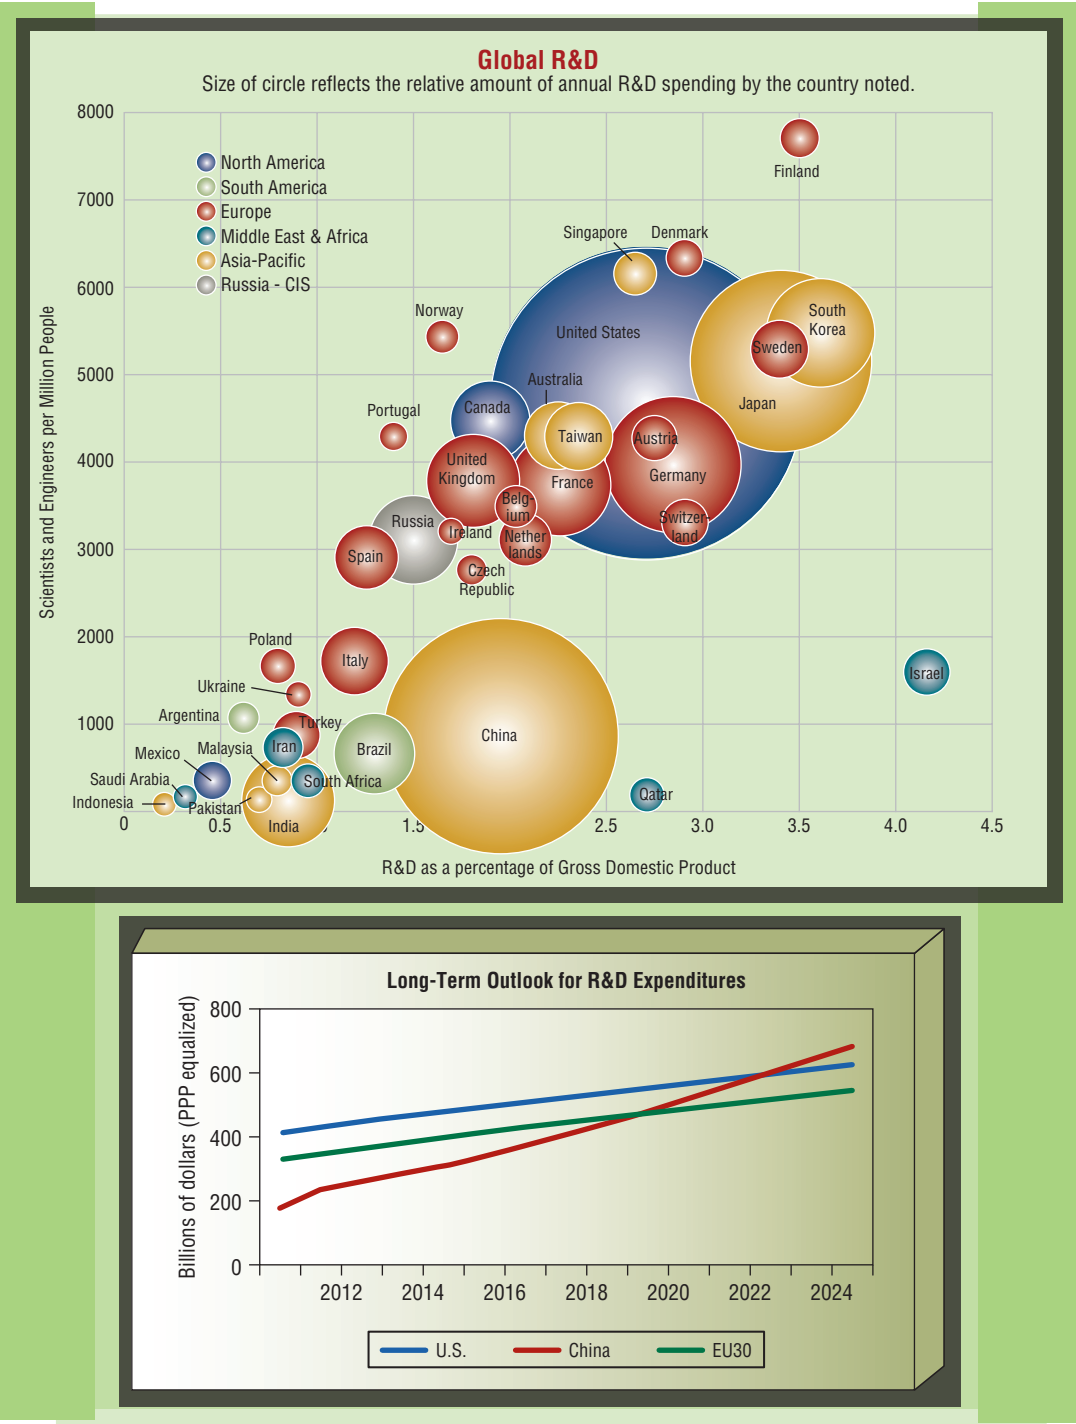 Global R&D
Size of circle reflects the relative amount of annual R&D spending by the country noted.
Scientists and Engineers per Million People
8000
7000
6000
5000
4000
3000
2000
1000
North America
South America
Europe
Middle East & Africa
Asia-Pacific
Russia - CIS
Finland
Singapore
Denmark
Norway
United States
South
Korea
Sweden
Australia
Japan
Portugal
Canada
Taiwan
Austria
United
Kingdom
France
Germany
Belg-
ium
Russia
Ireland
Switzer-
land
Nether
lands
Spain
Czech
Republic
Poland
Italy
Israel
Ukraine
Argentina
Turkey
China
Mexico
Malaysia
Iran
Brazil
Saudi Arabia
South Africa
Qatar
Indonesia
Pakistan
India
0
0.5
1.5
2.5
3.0
3.5
4.0
4.5
R&D as a percentage of Gross Domestic Product
Long-Term Outlook for R&D Expenditures
Billions of dollars (PPP equalized)
800
600
400
200
0
2012
2014
2016
2018
2020
2022
2024
U.S.
China
EU30